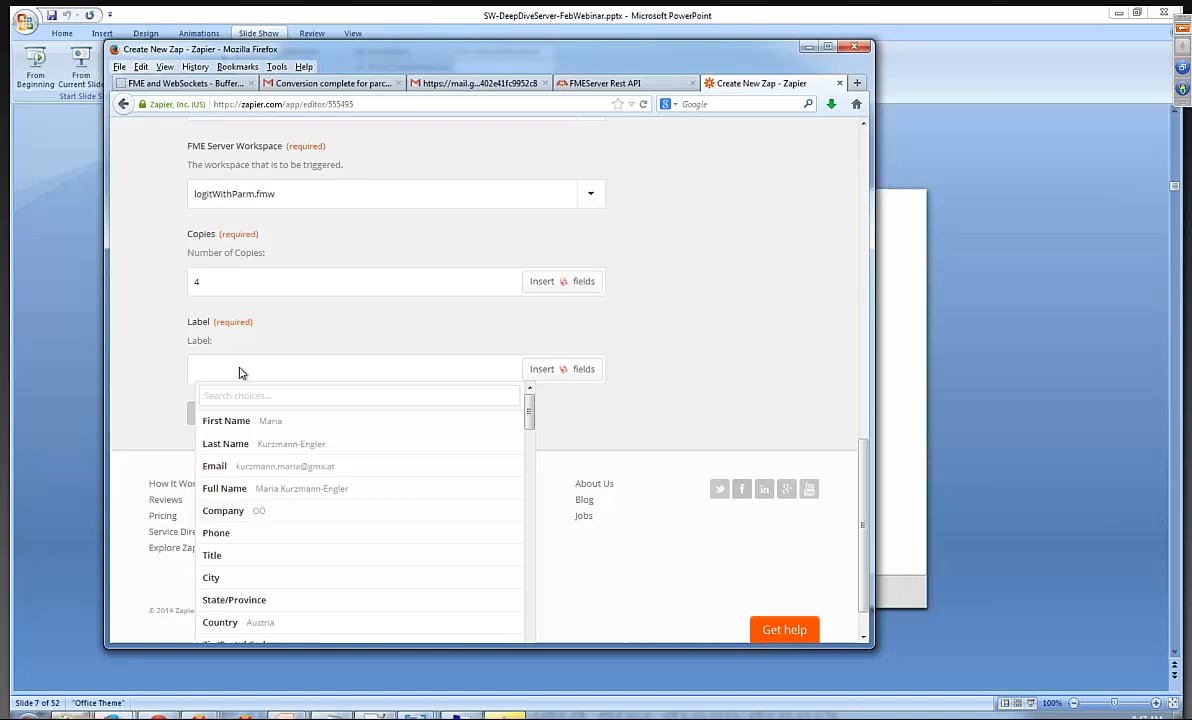 SW-DeepDiveServer-FebWebinar.pptx - Microsoft PowerPoint
Home Insert Design Animations Slide Show Review View
From Beginning
From Current Slide
Start Slide
Create New Zap - Zapier - Mozilla Firefox
File Edit View History Bookmarks Tools Help
FME and WebSockets - Buffer...
Conversion complete for parc...
https://mail.g...402e41fc9952c8
FMEServer Rest API
Create New Zap - Zapier
Zapier, Inc. (US) https://zapier.com/app/editor/555495
Google
FME Server Workspace (required)
The workspace that is to be triggered.
logitWithParm.fmw
Copies (required)
Number of Copies:
4
Insert fields
Label (required)
Label:
Insert fields
Search choices...
First Name Maria
Last Name Kurzmann-Engler
Email kurzmann.maria@gmx.at
Full Name Maria Kurzmann-Engler
Company OÖ
Phone
Title
City
State/Province
Country Austria
How It Wor
Reviews
Pricing
Service Dire
Explore Zap
© 2014 Zapier
About Us
Blog
Jobs
Get help
Slide 7 of 52 "Office Theme" 100%